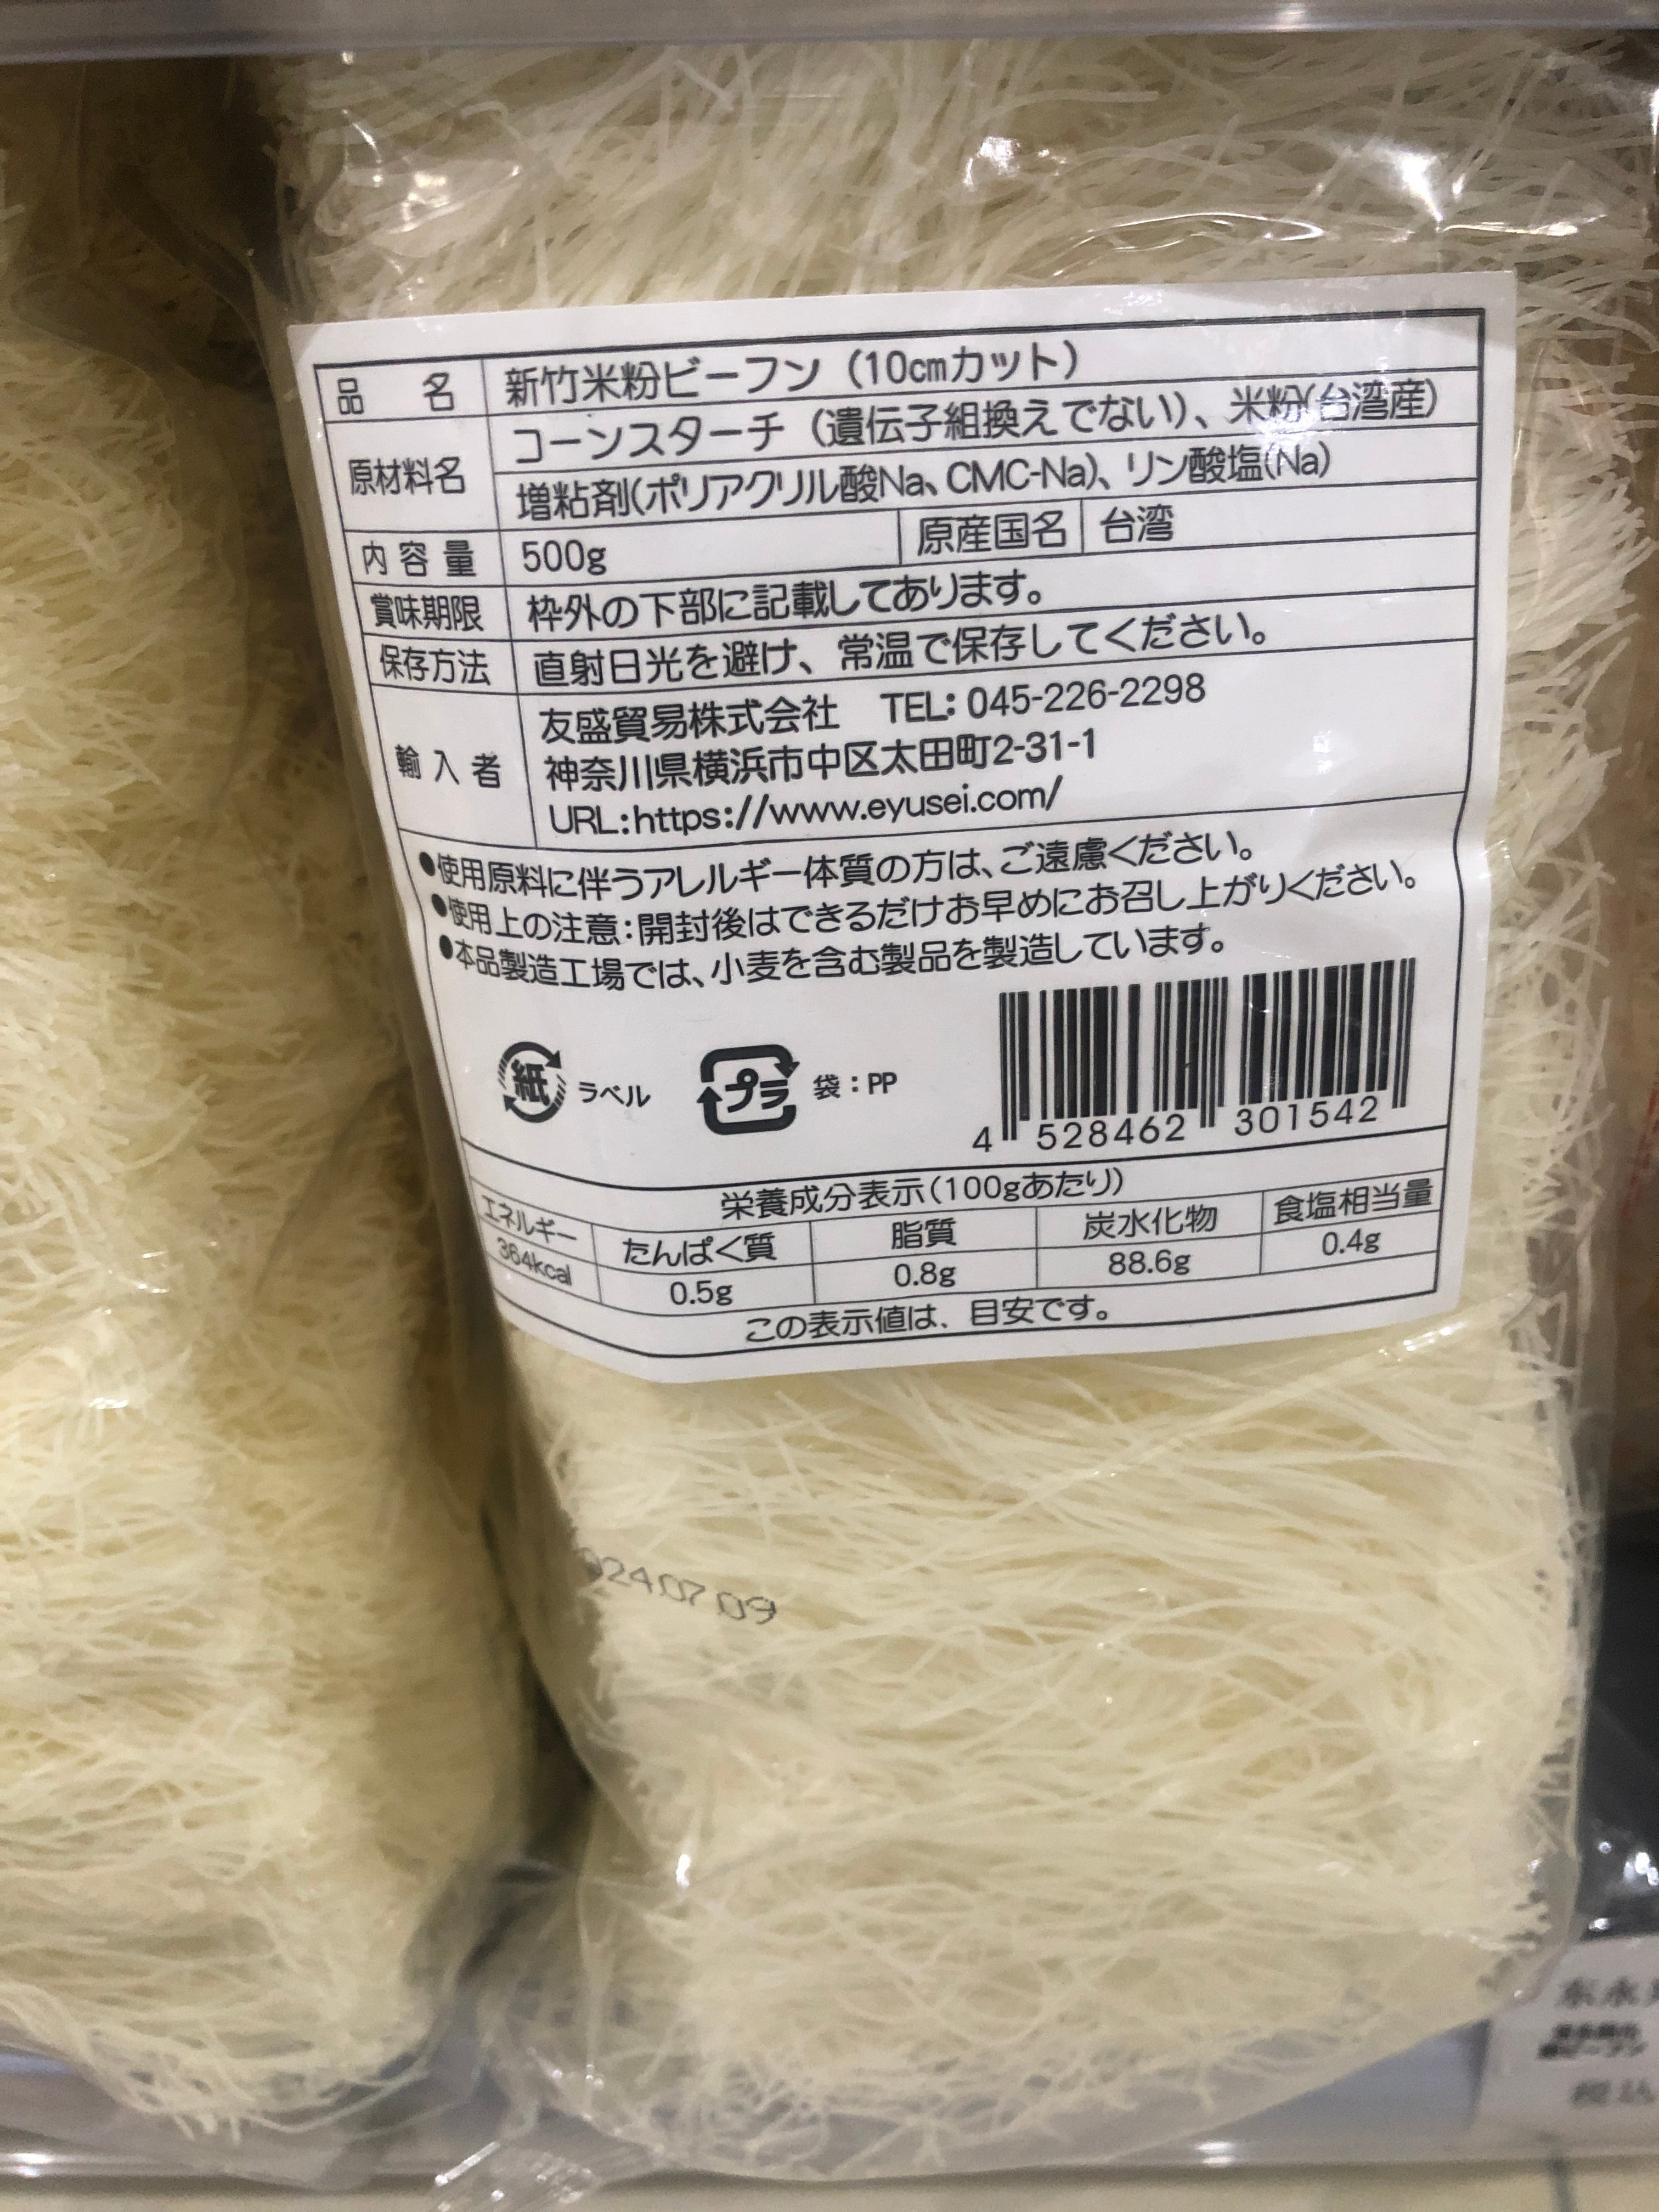 品名 新竹米粉ビーフン（10cmカット）
原材料名 コーンスターチ（遺伝子組換えでない）、米粉(台湾産)
増粘剤(ポリアクリル酸Na、CMC-Na)、リン酸塩(Na)
内容量 500g 原産国名 台湾
賞味期限 枠外の下部に記載してあります。
保存方法 直射日光を避け、常温で保存してください。
輸入者 友盛貿易株式会社 TEL: 045-226-2298
神奈川県横浜市中区太田町2-31-1
URL:https://www.eyusei.com/
●使用原料に伴うアレルギー体質の方は、ご遠慮ください。
●使用上の注意：開封後はできるだけお早めにお召し上がりください。
●本品製造工場では、小麦を含む製品を製造しています。
紙 ラベル プラ 袋：PP
4 528462 301542
栄養成分表示(100gあたり)
エネルギー たんぱく質 脂質 炭水化物 食塩相当量
364kcal 0.5g 0.8g 88.6g 0.4g
この表示値は、目安です。
024.07.09